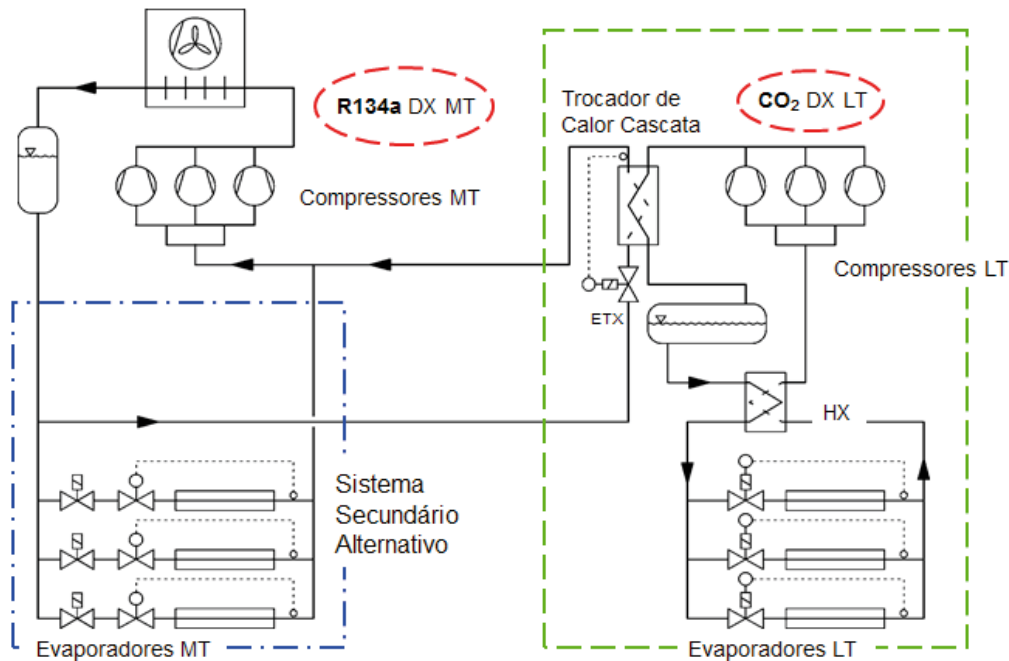 R134a DX MT
Trocador de
Calor Cascata
CO₂ DX LT
Compressores MT
Compressores LT
ETX
HX
Sistema
Secundário
Alternativo
Evaporadores MT
Evaporadores LT